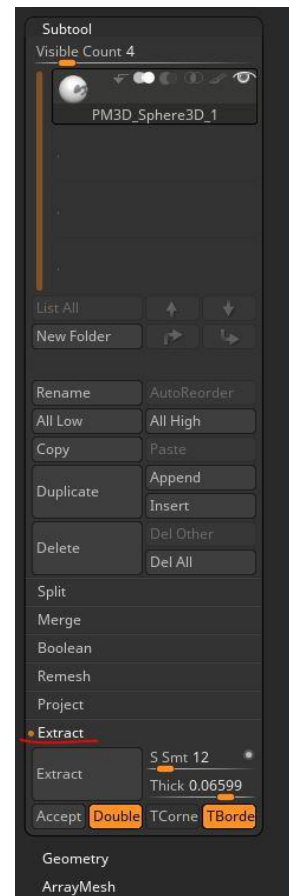 Subtool
Visible Count 4
PM3D_Sphere3D_1
List All
New Folder
Rename AutoReorder
All Low All High
Copy Paste
Duplicate Append
Insert
Delete Del Other
Del All
Split
Merge
Boolean
Remesh
Project
Extract
Extract S Smt 12
Thick 0.06599
Accept Double TCorne TBorde
Geometry
ArrayMesh